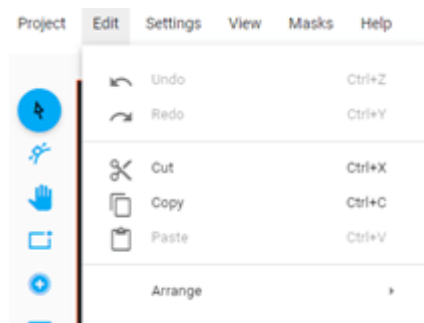 Project Edit Settings View Masks Help
Undo Ctrl+Z
Redo Ctrl+Y
Cut Ctrl+X
Copy Ctrl+C
Paste Ctrl+V
Arrange